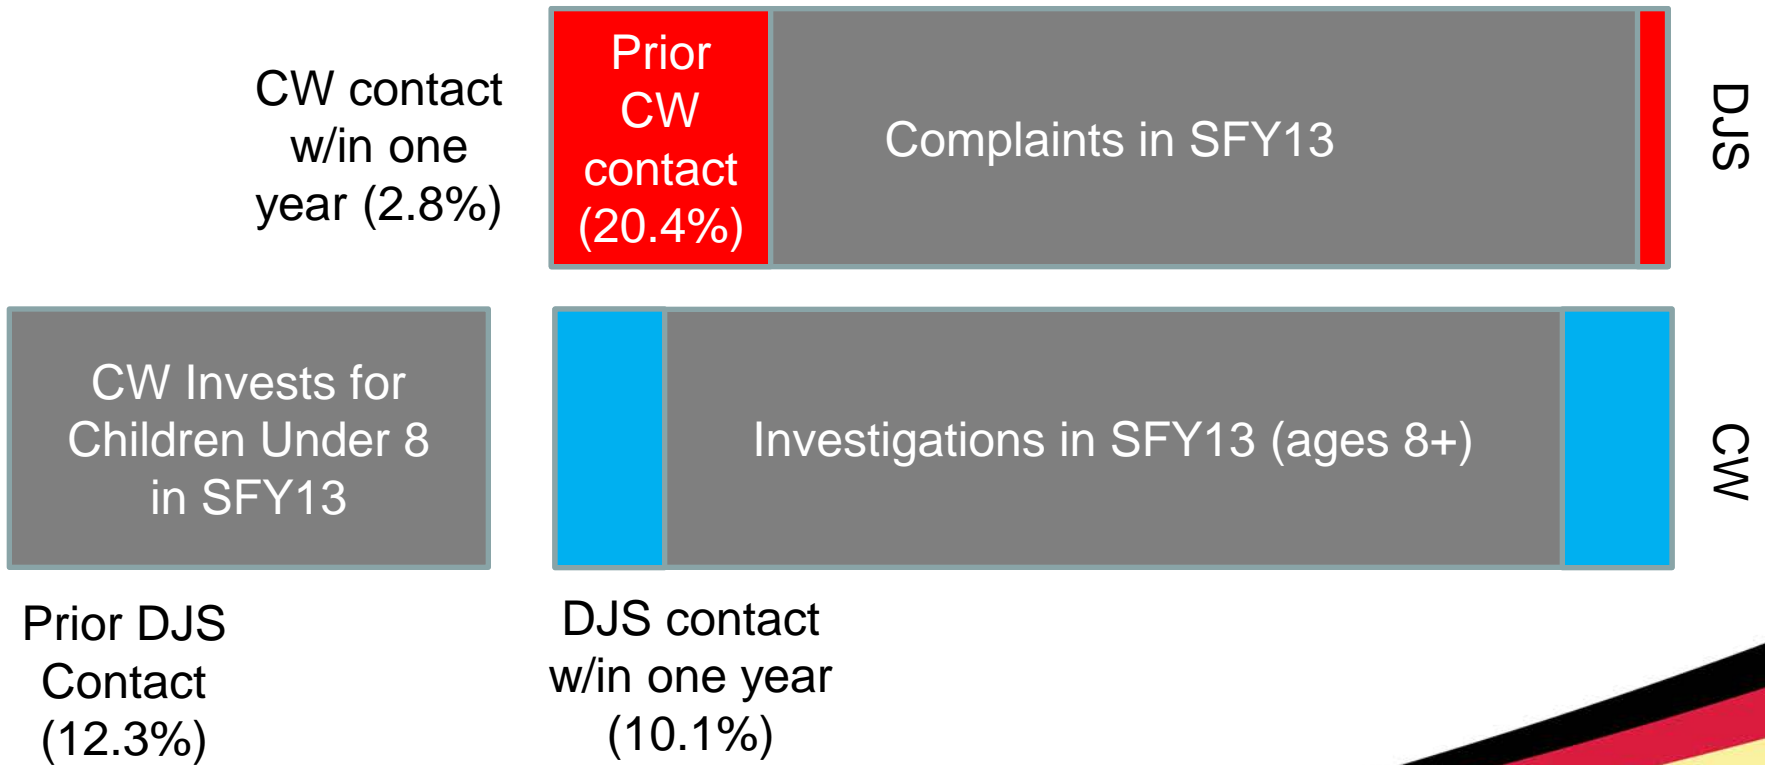 CW contact
w/in one
year (2.8%)
Prior
CW
contact
(20.4%)
Complaints in SFY13
DJS
CW Invests for
Children Under 8
in SFY13
Investigations in SFY13 (ages 8+)
CW
Prior DJS
Contact
(12.3%)
DJS contact
w/in one year
(10.1%)